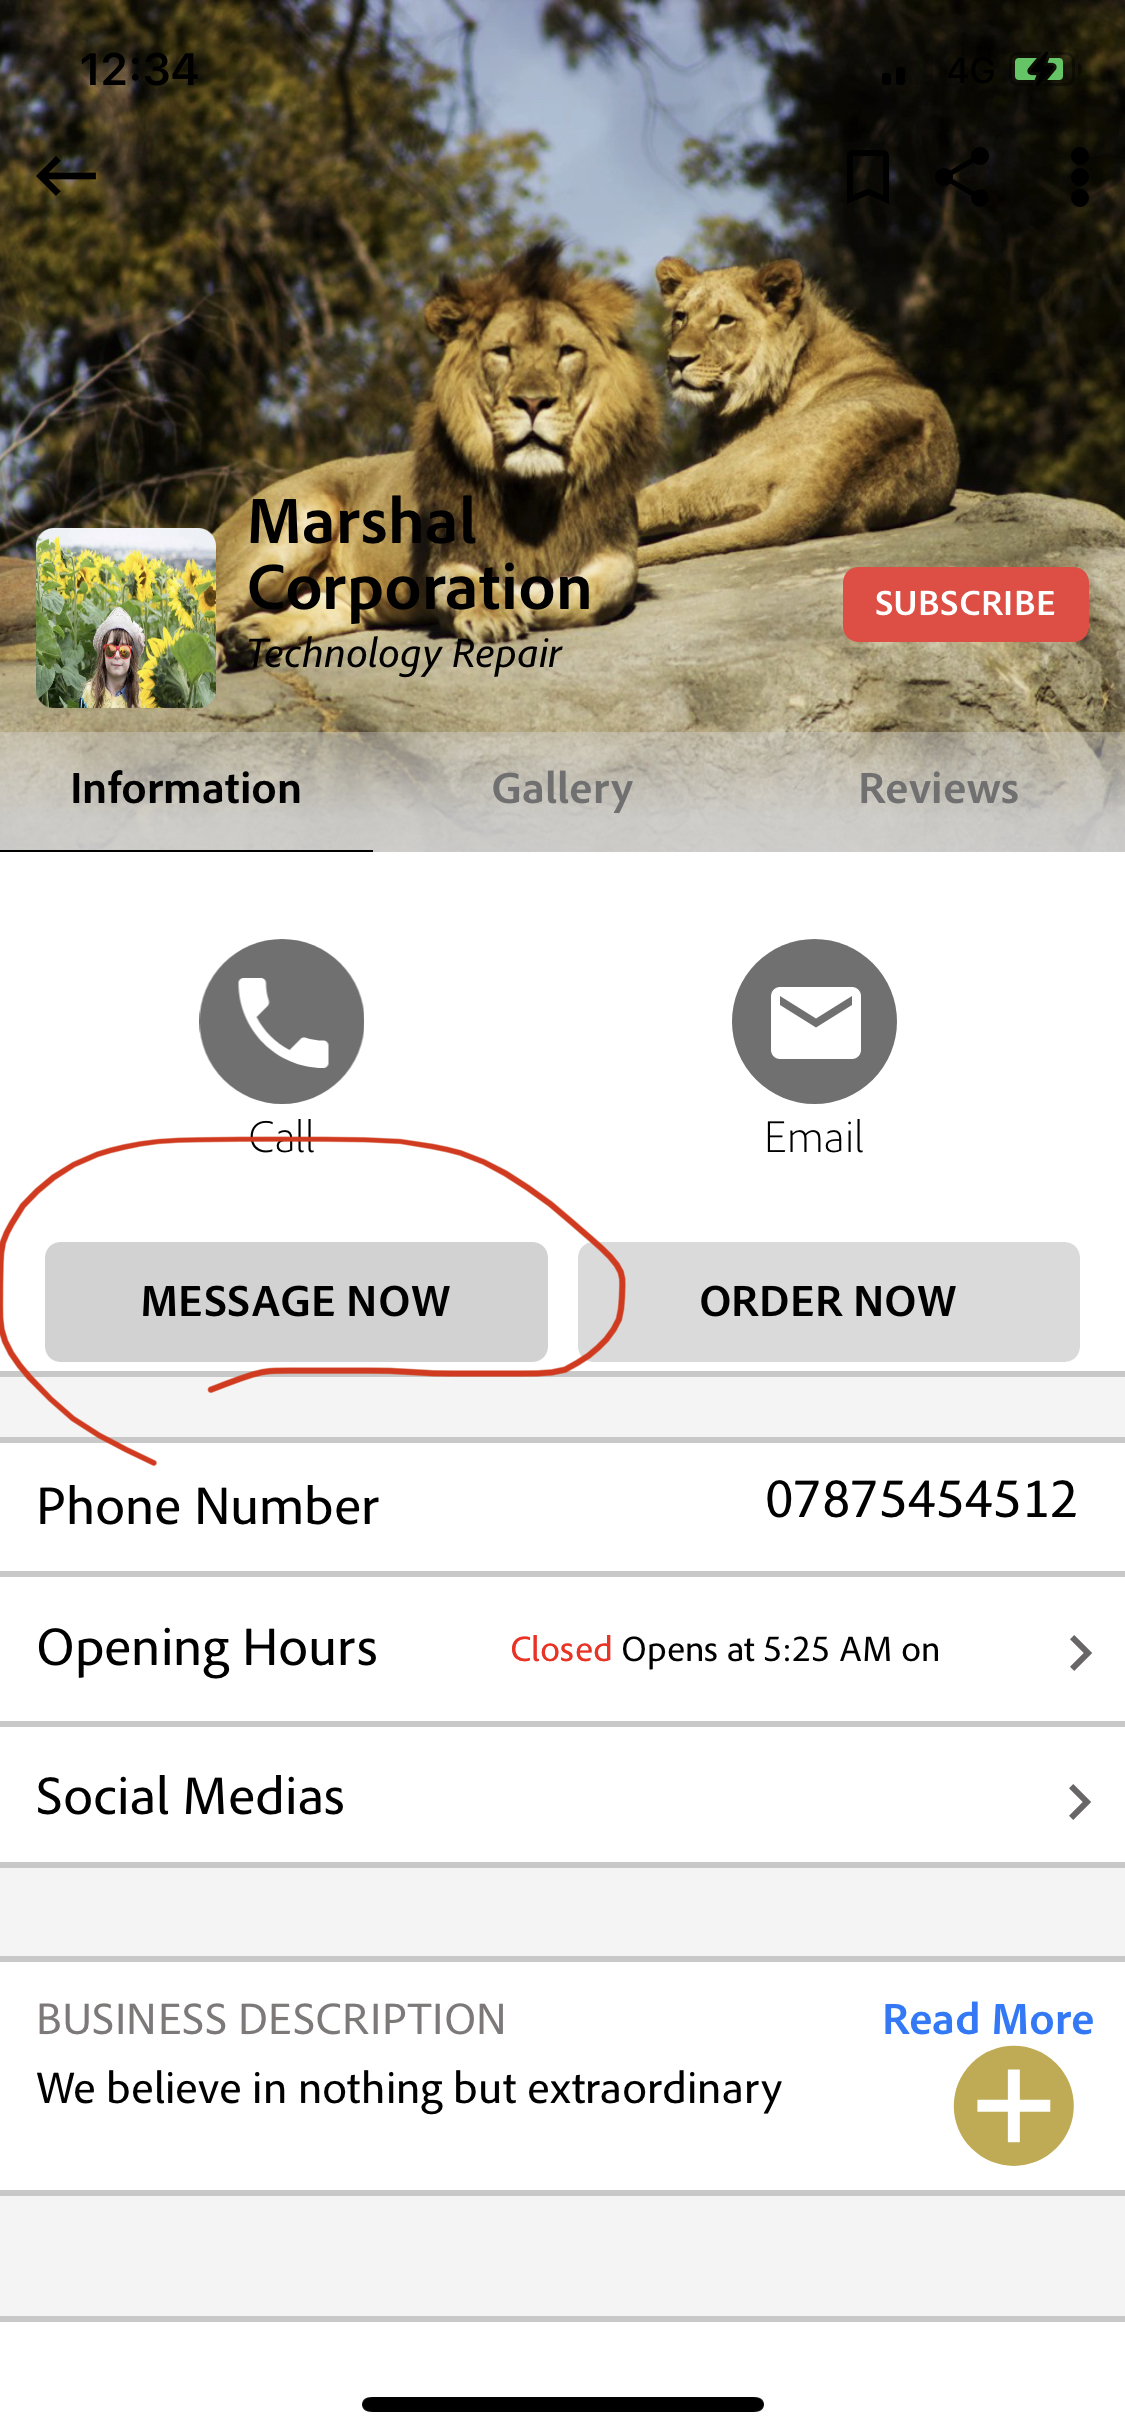 12:34 4G
Marshal
Corporation
Technology Repair
SUBSCRIBE
Information Gallery Reviews
Call Email
MESSAGE NOW ORDER NOW
Phone Number 07875454512
Opening Hours Closed Opens at 5:25 AM on
Social Medias
BUSINESS DESCRIPTION Read More
We believe in nothing but extraordinary